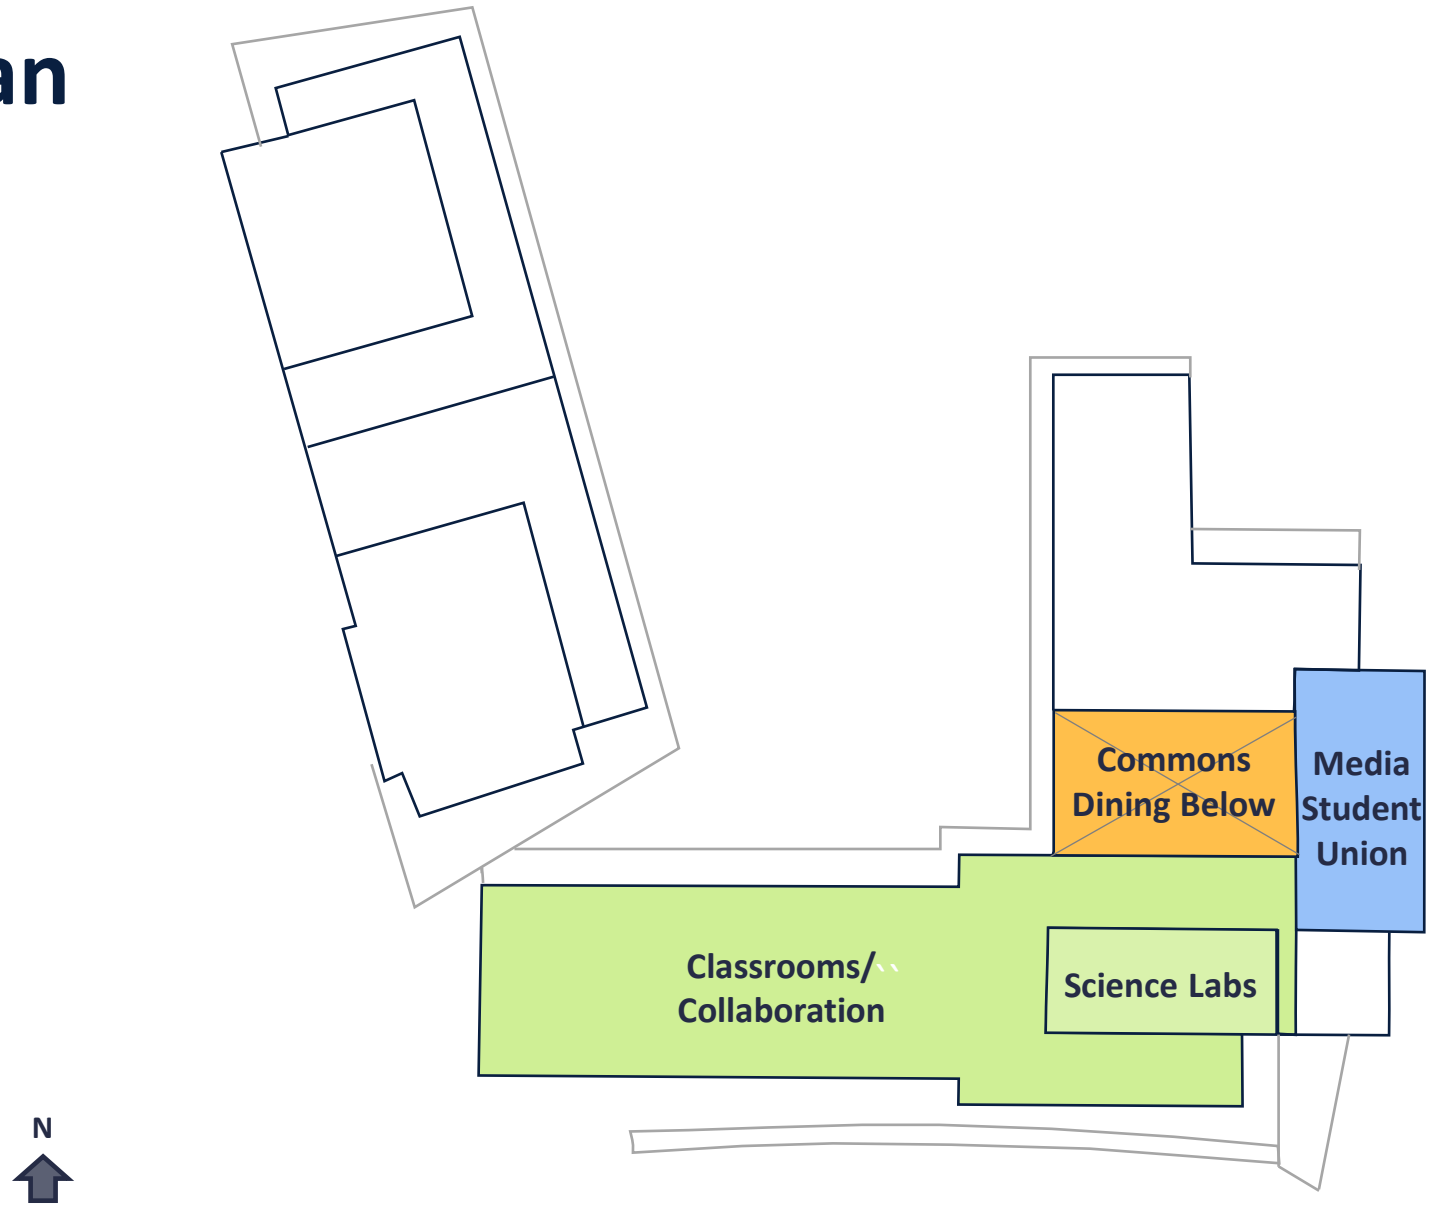 an
Commons
Dining Below
Media
Student
Union
Classrooms/``
Collaboration
Science Labs
N